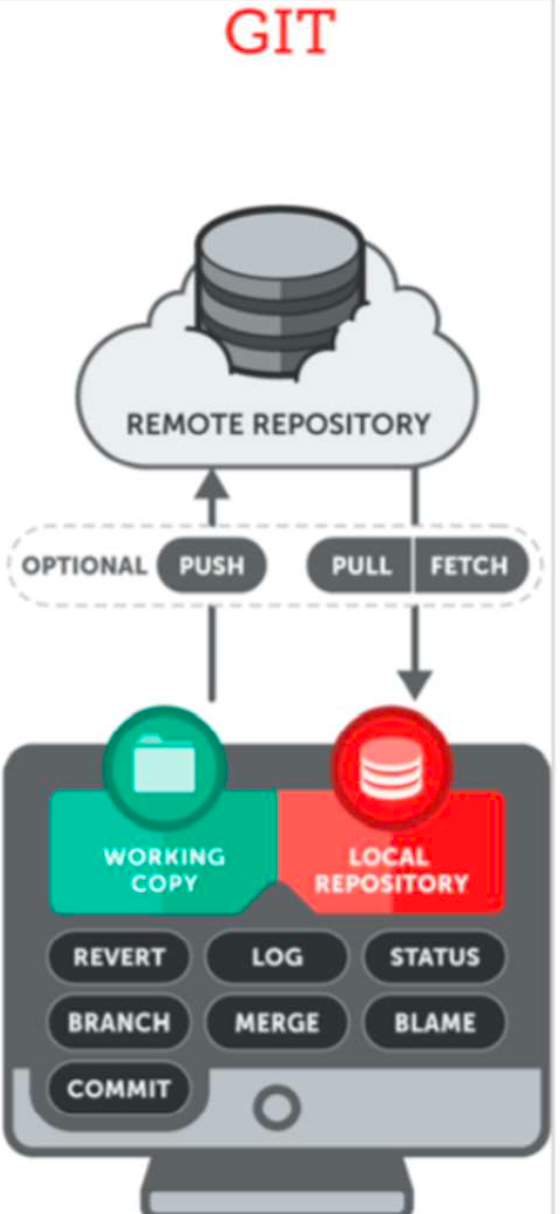 GIT
REMOTE REPOSITORY
OPTIONAL PUSH PULL FETCH
WORKING
COPY
LOCAL
REPOSITORY
REVERT LOG STATUS
BRANCH MERGE BLAME
COMMIT